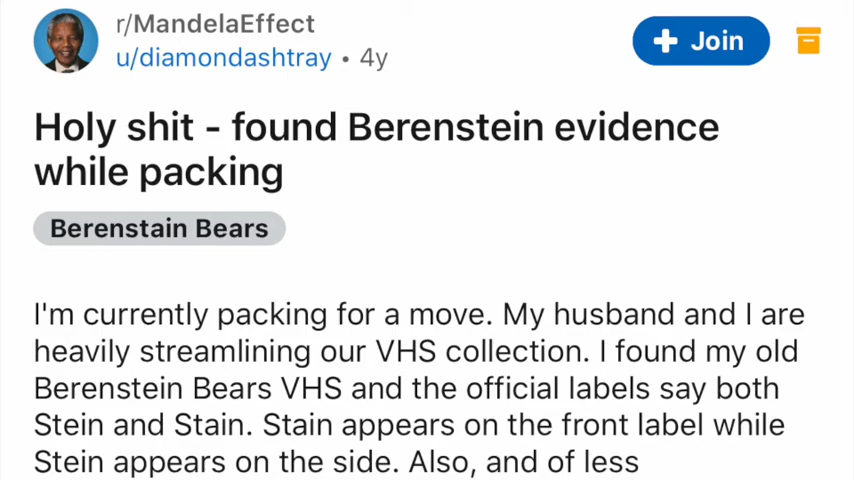 r/MandelaEffect
u/diamondashtray • 4y
+ Join
Holy shit - found Berenstein evidence
while packing
Berenstain Bears
I'm currently packing for a move. My husband and I are
heavily streamlining our VHS collection. I found my old
Berenstein Bears VHS and the official labels say both
Stein and Stain. Stain appears on the front label while
Stein appears on the side. Also, and of less